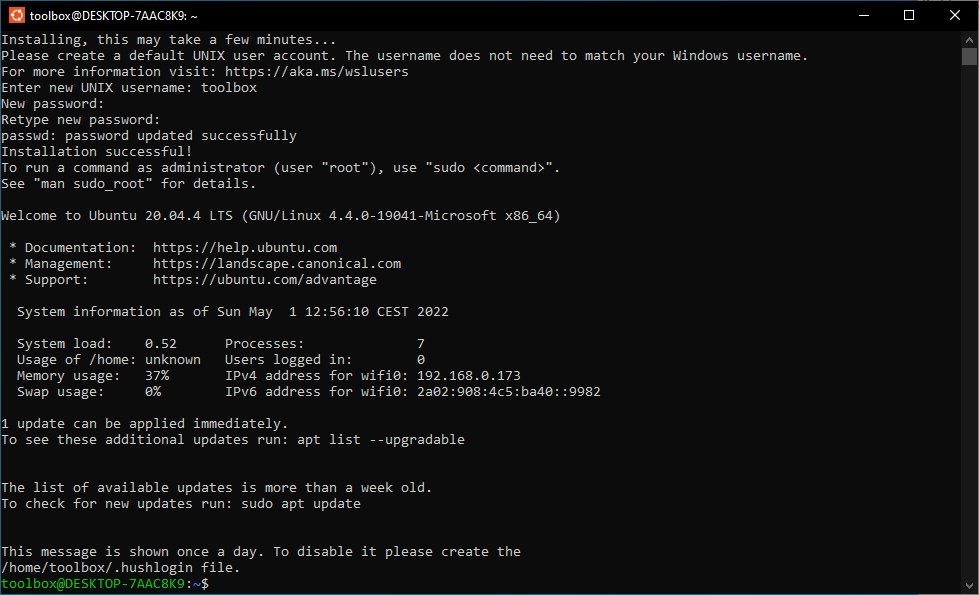 toolbox@DESKTOP-7AAC8K9: ~
Installing, this may take a few minutes...
Please create a default UNIX user account. The username does not need to match your Windows username.
For more information visit: https://aka.ms/wslusers
Enter new UNIX username: toolbox
New password:
Retype new password:
passwd: password updated successfully
Installation successful!
To run a command as administrator (user "root"), use "sudo <command>".
See "man sudo_root" for details.

Welcome to Ubuntu 20.04.4 LTS (GNU/Linux 4.4.0-19041-Microsoft x86_64)

 * Documentation:  https://help.ubuntu.com
 * Management:     https://landscape.canonical.com
 * Support:        https://ubuntu.com/advantage

  System information as of Sun May  1 12:56:10 CEST 2022

  System load:    0.52      Processes:              7
  Usage of /home: unknown   Users logged in:        0
  Memory usage:   37%       IPv4 address for wifi0: 192.168.0.173
  Swap usage:     0%        IPv6 address for wifi0: 2a02:908:4c5:ba40::9982

1 update can be applied immediately.
To see these additional updates run: apt list --upgradable


The list of available updates is more than a week old.
To check for new updates run: sudo apt update


This message is shown once a day. To disable it please create the
/home/toolbox/.hushlogin file.
toolbox@DESKTOP-7AAC8K9:~$